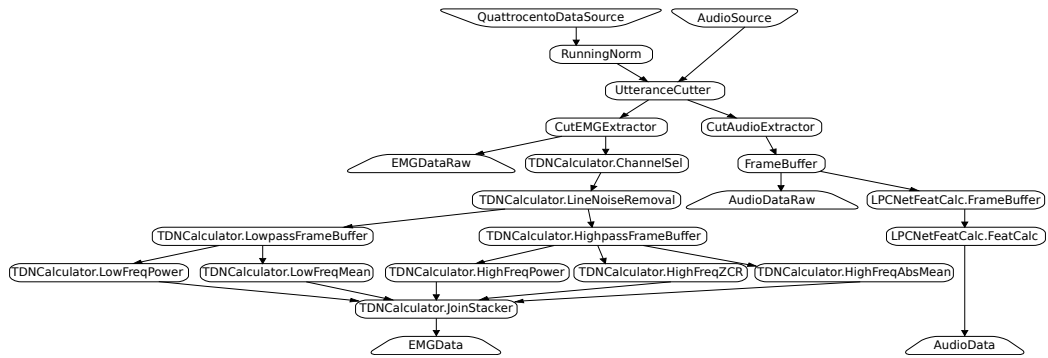 QuattrocentoDataSource
AudioSource
RunningNorm
UtteranceCutter
CutEMGExtractor
CutAudioExtractor
EMGDataRaw
TDNCalculator.ChannelSel
FrameBuffer
TDNCalculator.LineNoiseRemoval
AudioDataRaw
LPCNetFeatCalc.FrameBuffer
TDNCalculator.LowpassFrameBuffer
TDNCalculator.HighpassFrameBuffer
LPCNetFeatCalc.FeatCalc
TDNCalculator.LowFreqPower
TDNCalculator.LowFreqMean
TDNCalculator.HighFreqPower
TDNCalculator.HighFreqZCR
TDNCalculator.HighFreqAbsMean
TDNCalculator.JoinStacker
EMGData
AudioData